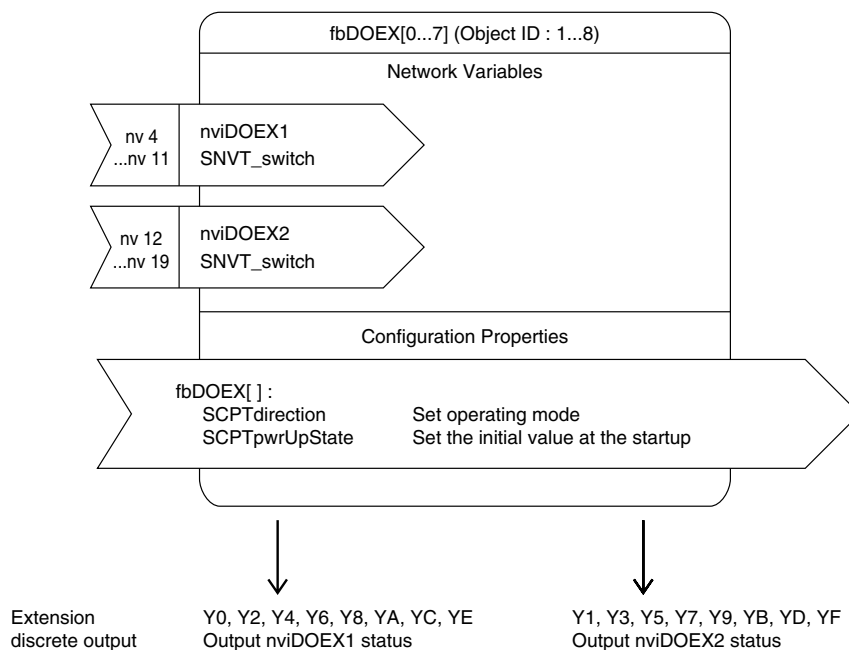 fbDOEX[0...7] (Object ID : 1...8)
Network Variables
nv 4
...nv 11
nviDOEX1
SNVT_switch
nv 12
...nv 19
nviDOEX2
SNVT_switch
Configuration Properties
fbDOEX[ ] :
SCPTdirection Set operating mode
SCPTpwrUpState Set the initial value at the startup
Extension
discrete output
Y0, Y2, Y4, Y6, Y8, YA, YC, YE
Output nviDOEX1 status
Y1, Y3, Y5, Y7, Y9, YB, YD, YF
Output nviDOEX2 status